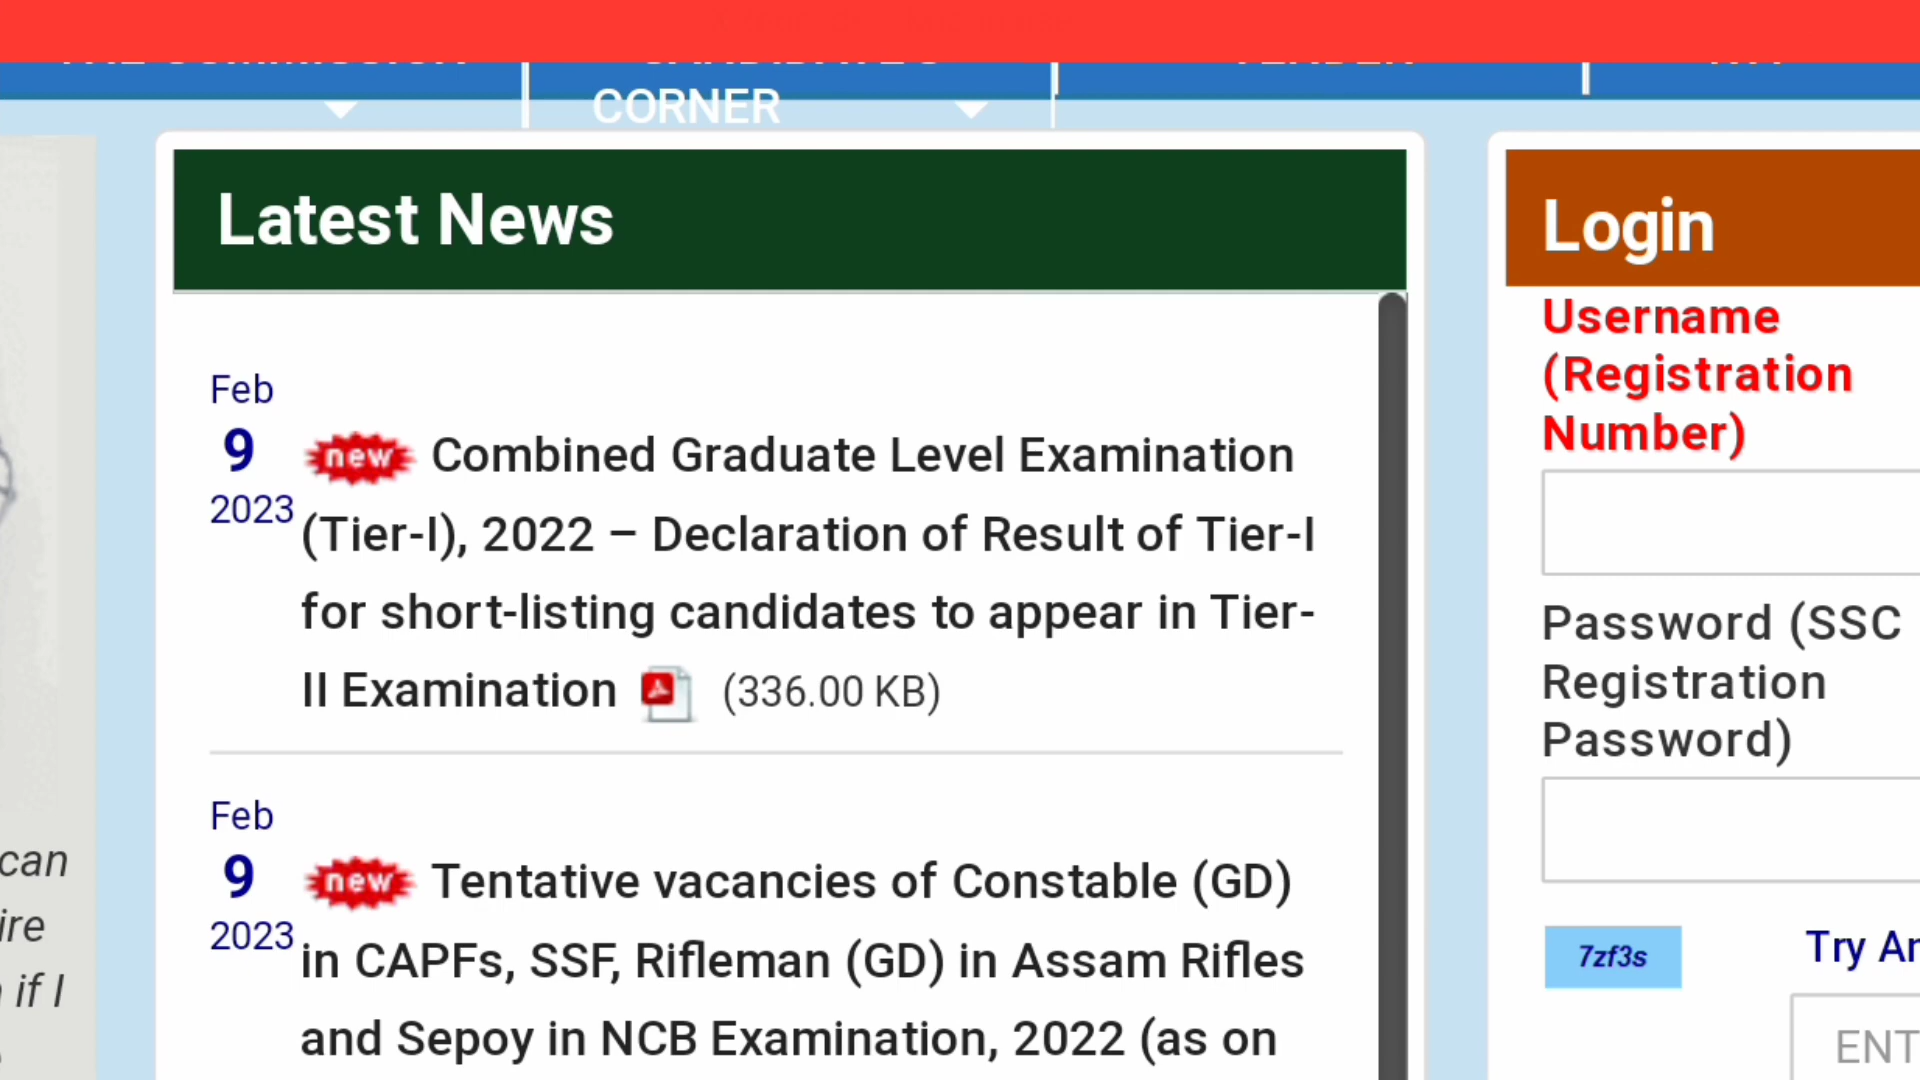 CORNER
Latest News
Feb
9
2023
new Combined Graduate Level Examination
(Tier-I), 2022 – Declaration of Result of Tier-I
for short-listing candidates to appear in Tier-
II Examination (336.00 KB)
Feb
9
2023
new Tentative vacancies of Constable (GD)
in CAPFs, SSF, Rifleman (GD) in Assam Rifles
and Sepoy in NCB Examination, 2022 (as on
Login
Username
(Registration
Number)
Password (SSC
Registration
Password)
7zf3s
Try
can
if I